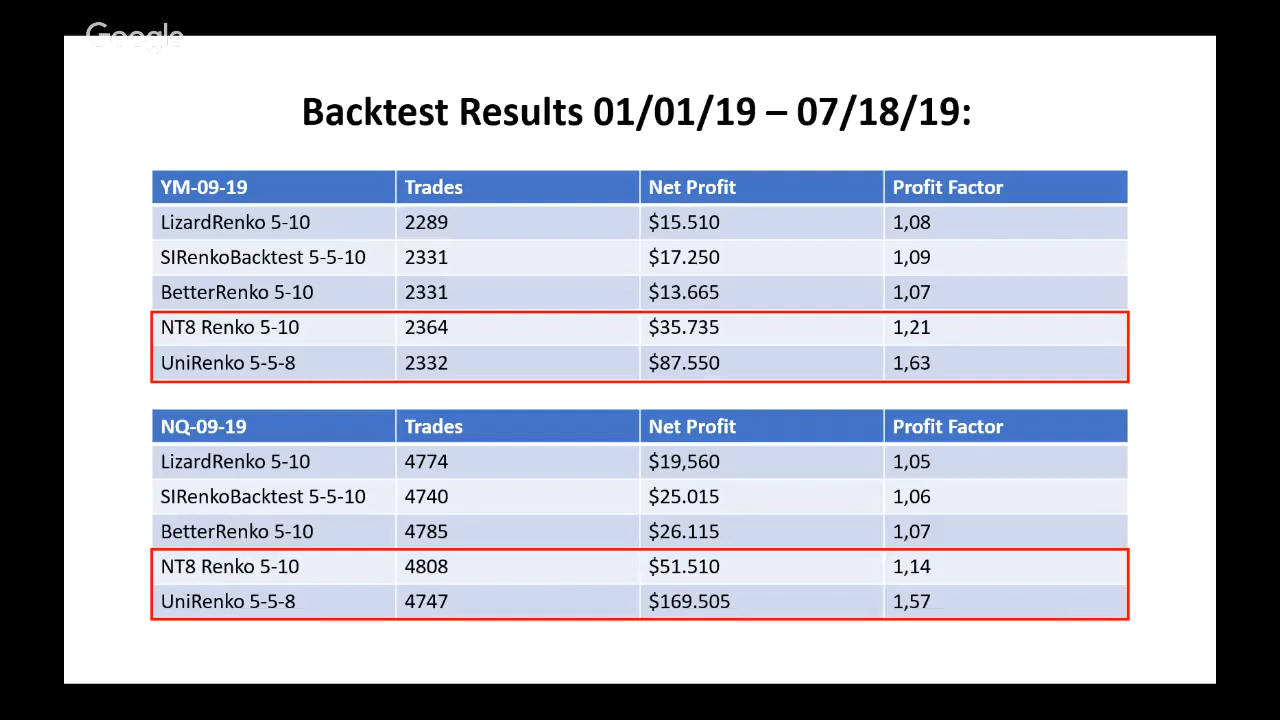 Google
Backtest Results 01/01/19 – 07/18/19:
YM-09-19 Trades Net Profit Profit Factor
LizardRenko 5-10 2289 $15.510 1,08
SIRenkoBacktest 5-5-10 2331 $17.250 1,09
BetterRenko 5-10 2331 $13.665 1,07
NT8 Renko 5-10 2364 $35.735 1,21
UniRenko 5-5-8 2332 $87.550 1,63
NQ-09-19 Trades Net Profit Profit Factor
LizardRenko 5-10 4774 $19,560 1,05
SIRenkoBacktest 5-5-10 4740 $25.015 1,06
BetterRenko 5-10 4785 $26.115 1,07
NT8 Renko 5-10 4808 $51.510 1,14
UniRenko 5-5-8 4747 $169.505 1,57